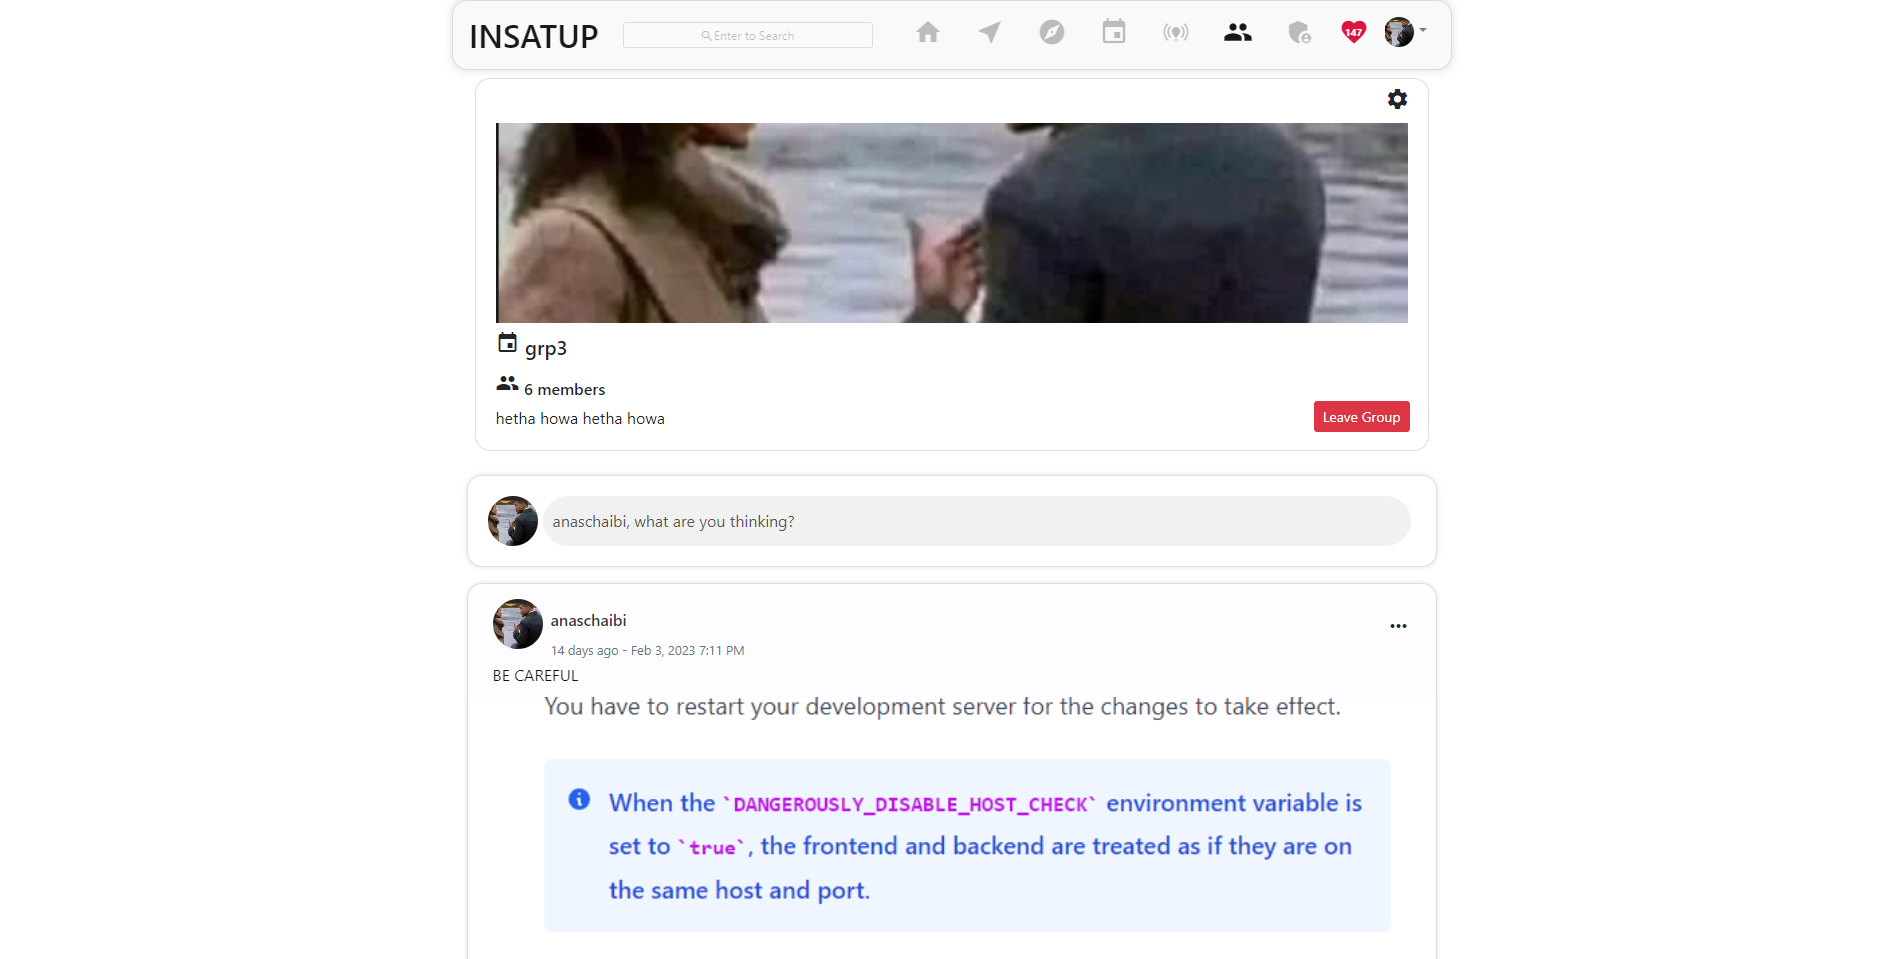 INSATUP
Enter to Search
147
grp3
6 members
hetha howa hetha howa
Leave Group
anaschaibi, what are you thinking?
anaschaibi
14 days ago - Feb 3, 2023 7:11 PM
BE CAREFUL
You have to restart your development server for the changes to take effect.
When the `DANGEROUSLY_DISABLE_HOST_CHECK` environment variable is
set to `true`, the frontend and backend are treated as if they are on
the same host and port.